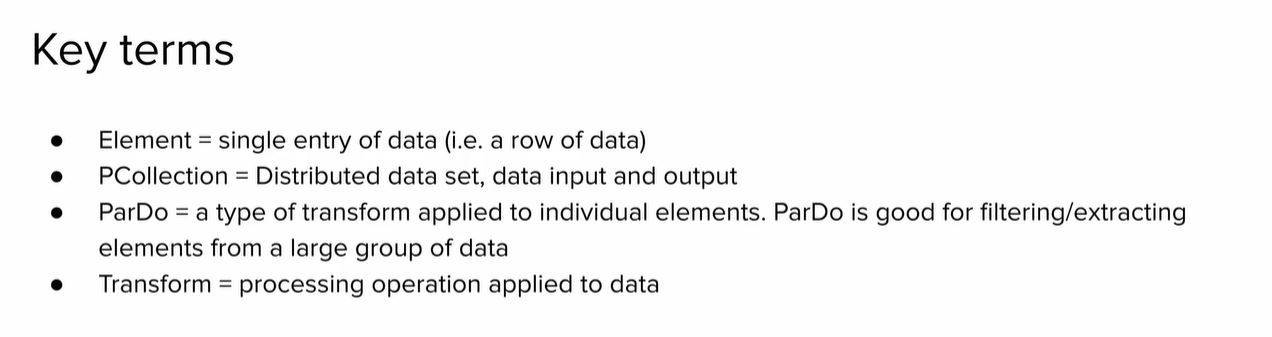 Key terms
● Element = single entry of data (i.e. a row of data)
● PCollection = Distributed data set, data input and output
● ParDo = a type of transform applied to individual elements. ParDo is good for filtering/extracting
elements from a large group of data
● Transform = processing operation applied to data